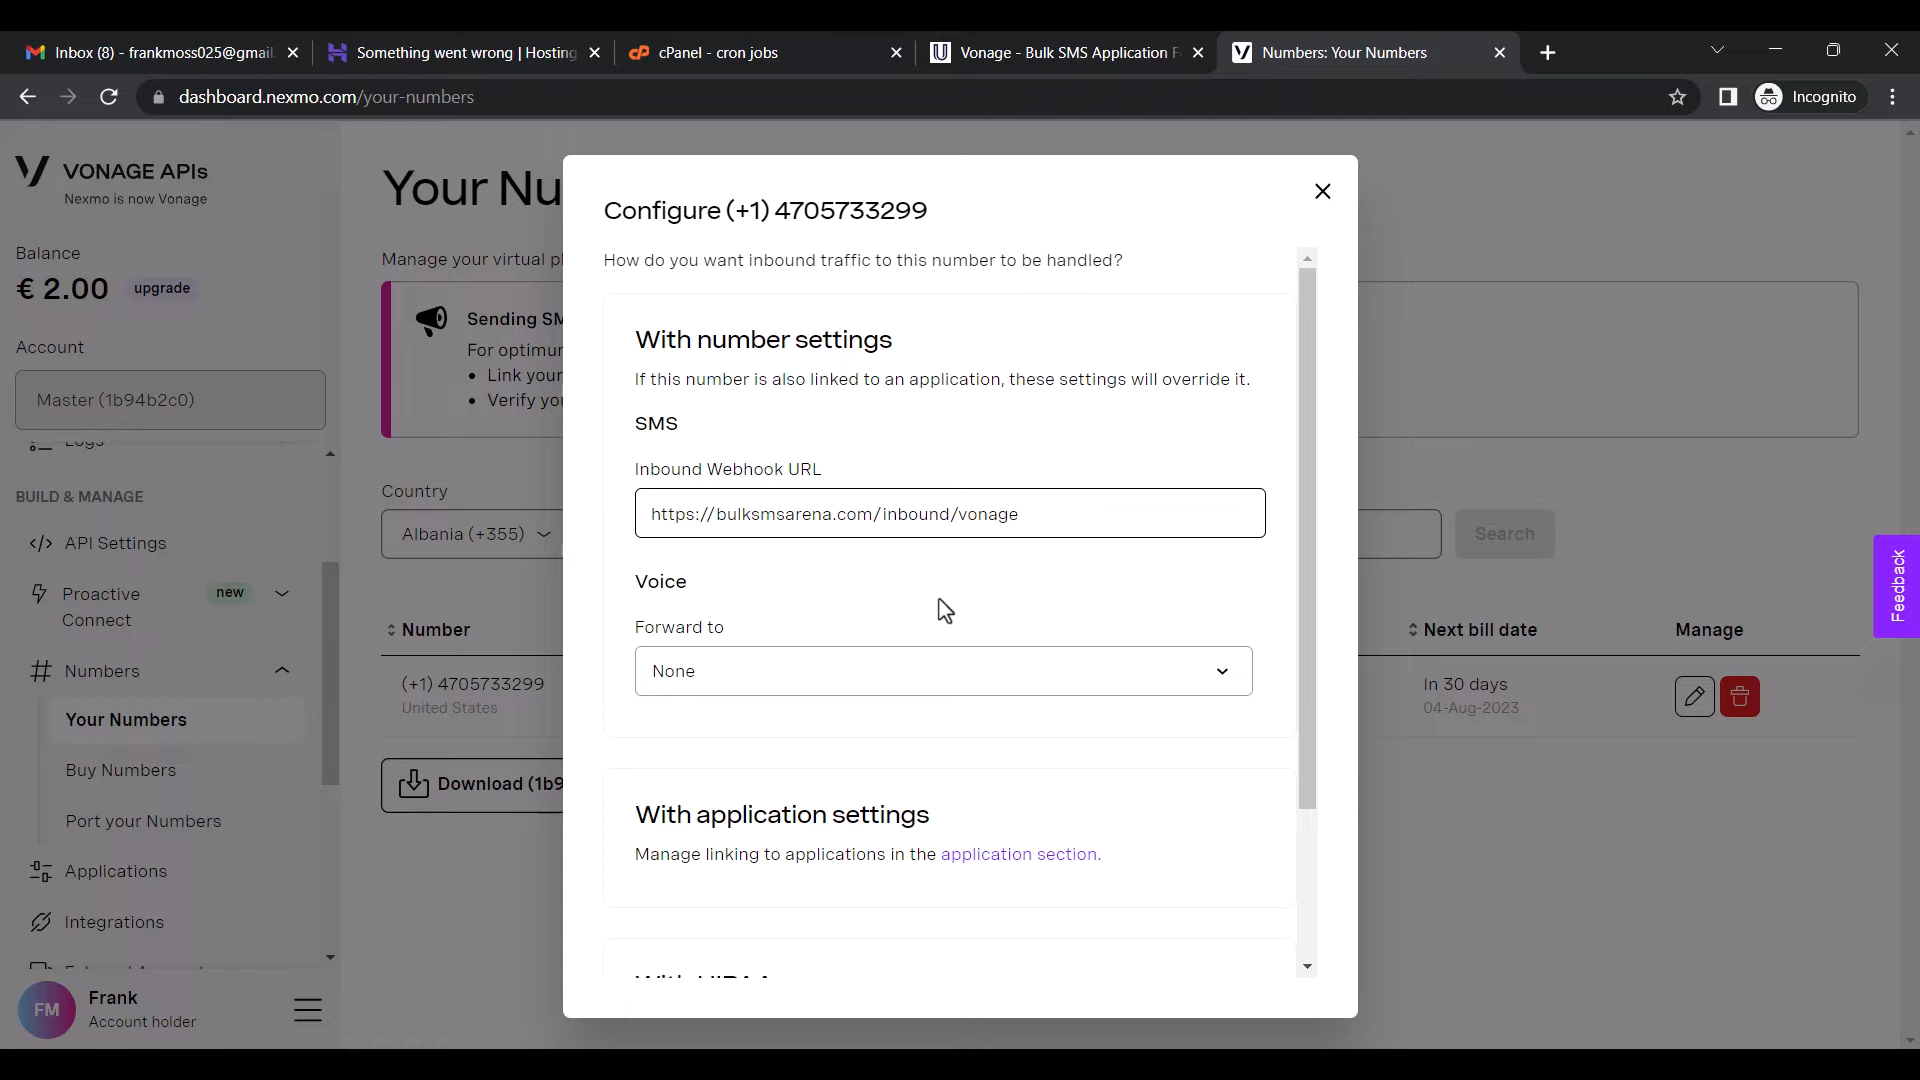 Inbox (8) - frankmoss025@gmail.
Something went wrong | Hosting
cPanel - cron jobs
Vonage - Bulk SMS Application F
Numbers: Your Numbers
dashboard.nexmo.com/your-numbers
Incognito
VONAGE APIs
Nexmo is now Vonage
Balance
€ 2.00
upgrade
Account
Master (1b94b2c0)
Logs
BUILD & MANAGE
API Settings
Proactive
Connect
new
Numbers
Your Numbers
Buy Numbers
Port your Numbers
Applications
Integrations
FM
Frank
Account holder
Your Nu
Manage your virtual p
Sending SM
For optimu
• Link your
• Verify yo
Country
Albania (+355)
Search
Number
Next bill date
Manage
(+1) 4705733299
United States
In 30 days
04-Aug-2023
Download (1b9
Configure (+1) 4705733299
How do you want inbound traffic to this number to be handled?
With number settings
If this number is also linked to an application, these settings will override it.
SMS
Inbound Webhook URL
https://bulksmsarena.com/inbound/vonage
Voice
Forward to
None
With application settings
Manage linking to applications in the application section.
Feedback